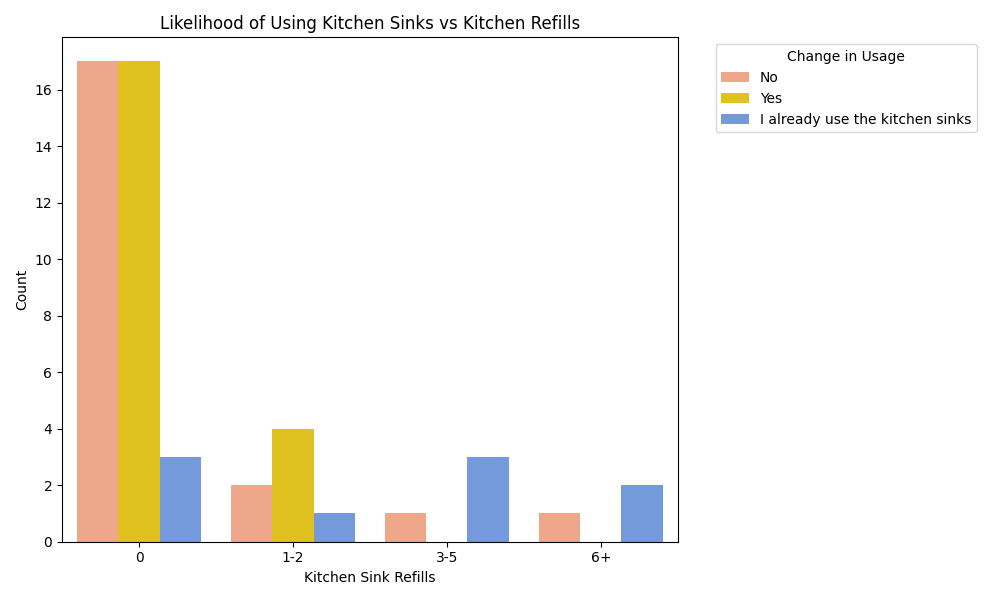 Likelihood of Using Kitchen Sinks vs Kitchen Refills
Change in Usage
No
Yes
I already use the kitchen sinks
Count
16
14
12
10
8
6
4
2
0
0 1-2 3-5 6+
Kitchen Sink Refills